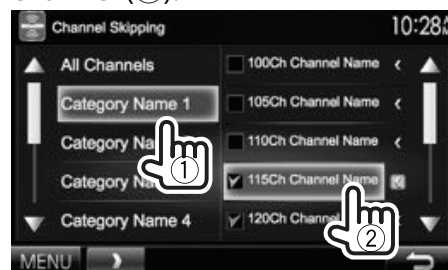 Channel Skipping
10:28
All Channels
Category Name 1
Category Na
Category Na
Category Name 4
100Ch Channel Name
105Ch Channel Name
110Ch Channel Name
115Ch Channel Name
120Ch Channel
1
2
MENU